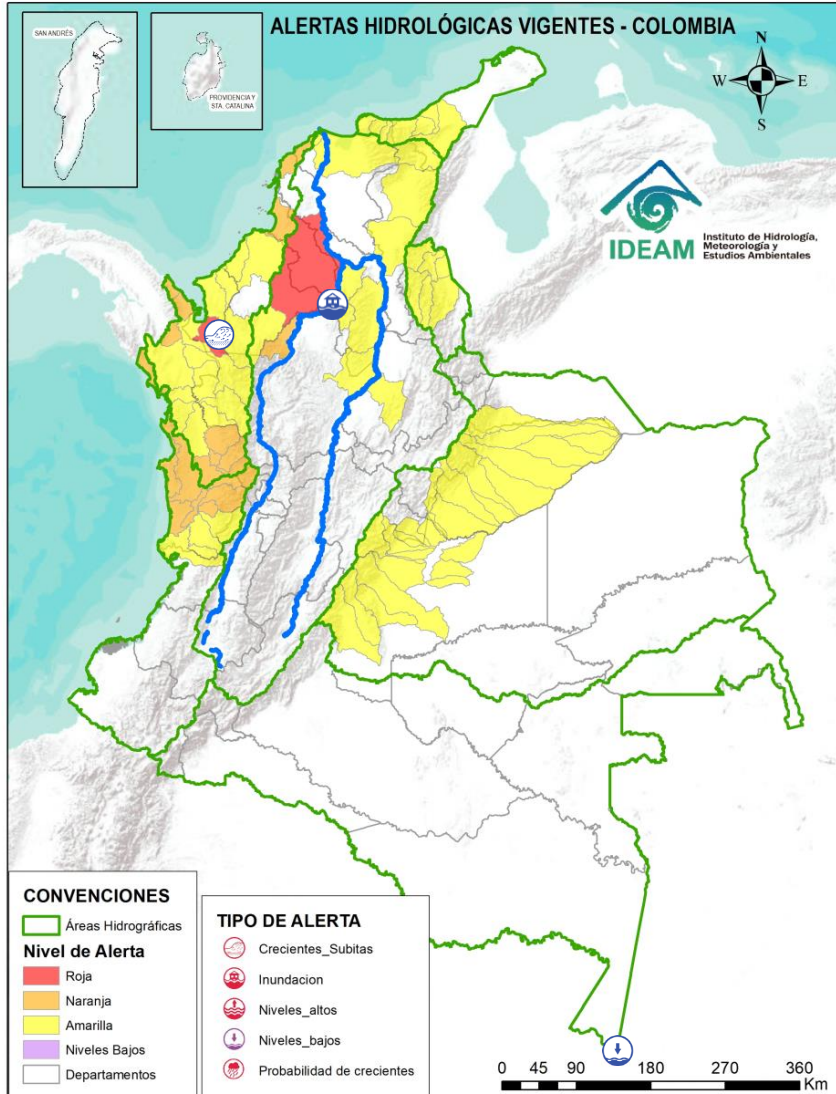 ALERTAS HIDROLÓGICAS VIGENTES - COLOMBIA
SAN ANDRÉS
PROVIDENCIA Y
STA. CATALINA
N
W
E
S
IDEAM
Instituto de Hidrología,
Meteorología y
Estudios Ambientales
CONVENCIONES
Áreas Hidrográficas
Nivel de Alerta
Roja
Naranja
Amarilla
Niveles Bajos
Departamentos
TIPO DE ALERTA
Crecientes_Subitas
Inundacion
Niveles_altos
Niveles_bajos
Probabilidad de crecientes
0 45 90 180 270 360
Km